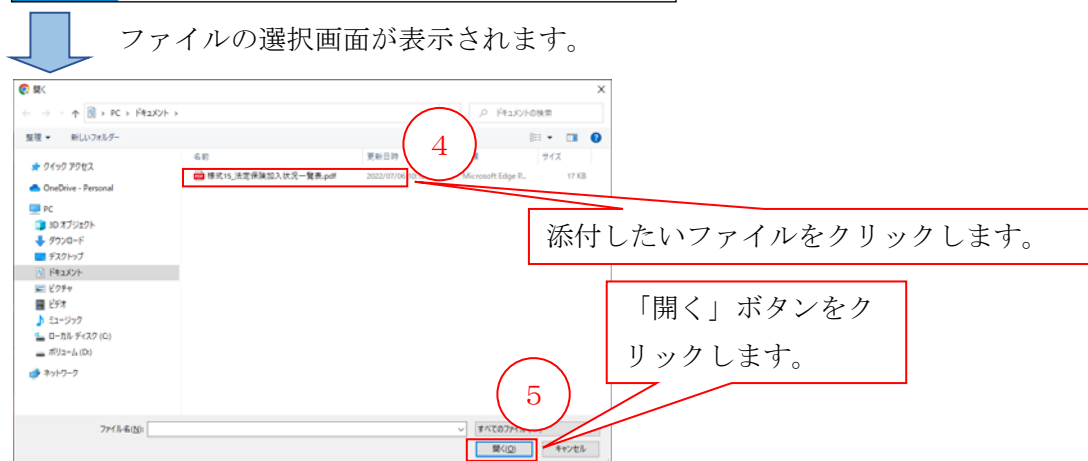 ファイルの選択画面が表示されます。
開く
PC › ドキュメント ›
ドキュメントの検索
整理 新しいフォルダー
名前 更新日時 サイズ
様式15_法定保険加入状況一覧表.pdf 2022/07/06 Microsoft Edge P... 17 KB
クイック アクセス
OneDrive - Personal
PC
3D オブジェクト
ダウンロード
デスクトップ
ドキュメント
ピクチャ
ビデオ
ミュージック
ローカル ディスク (C:)
ボリューム (D:)
ネットワーク
4
添付したいファイルをクリックします。
「開く」ボタンをク
リックします。
5
ファイル名(N): すべてのファイル
開く(O) キャンセル